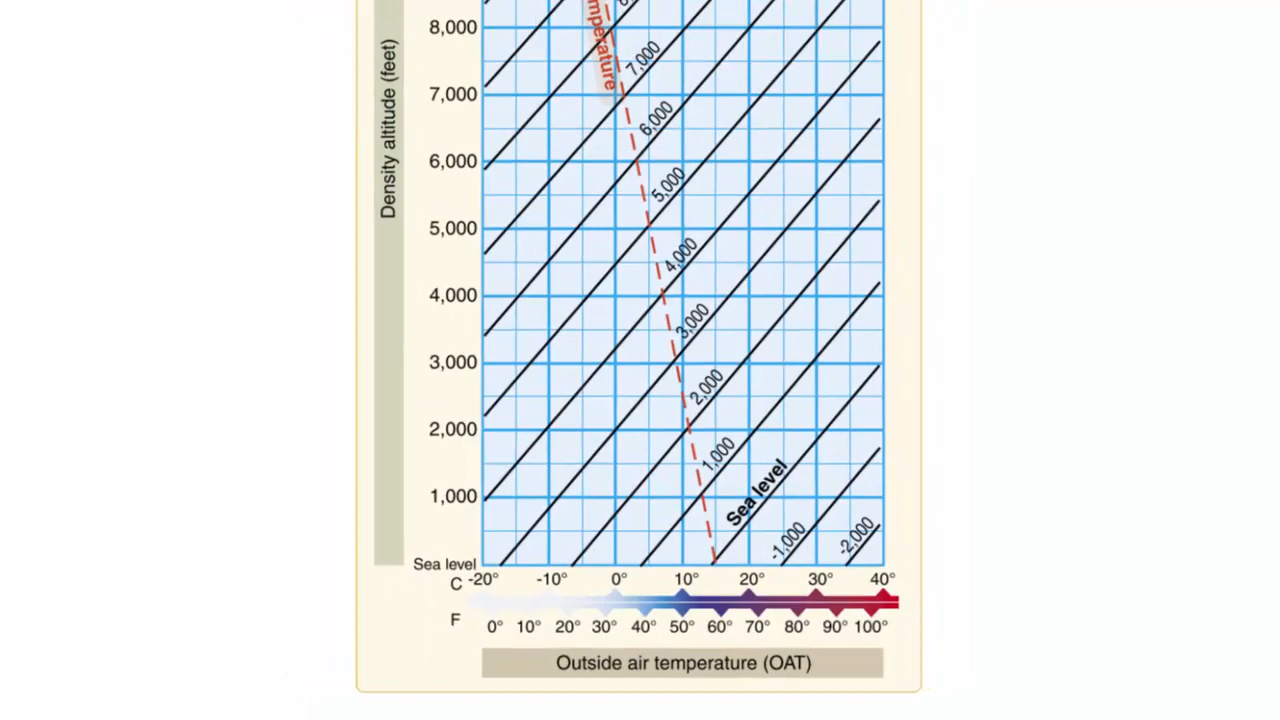 8,000
7,000
6,000
5,000
4,000
3,000
2,000
1,000
Sea level
Density altitude (feet)
mperature
7,000
6,000
5,000
4,000
3,000
2,000
1,000
Sea level
-1,000
-2,000
C -20° -10° 0° 10° 20° 30° 40°
F 0° 10° 20° 30° 40° 50° 60° 70° 80° 90° 100°
Outside air temperature (OAT)